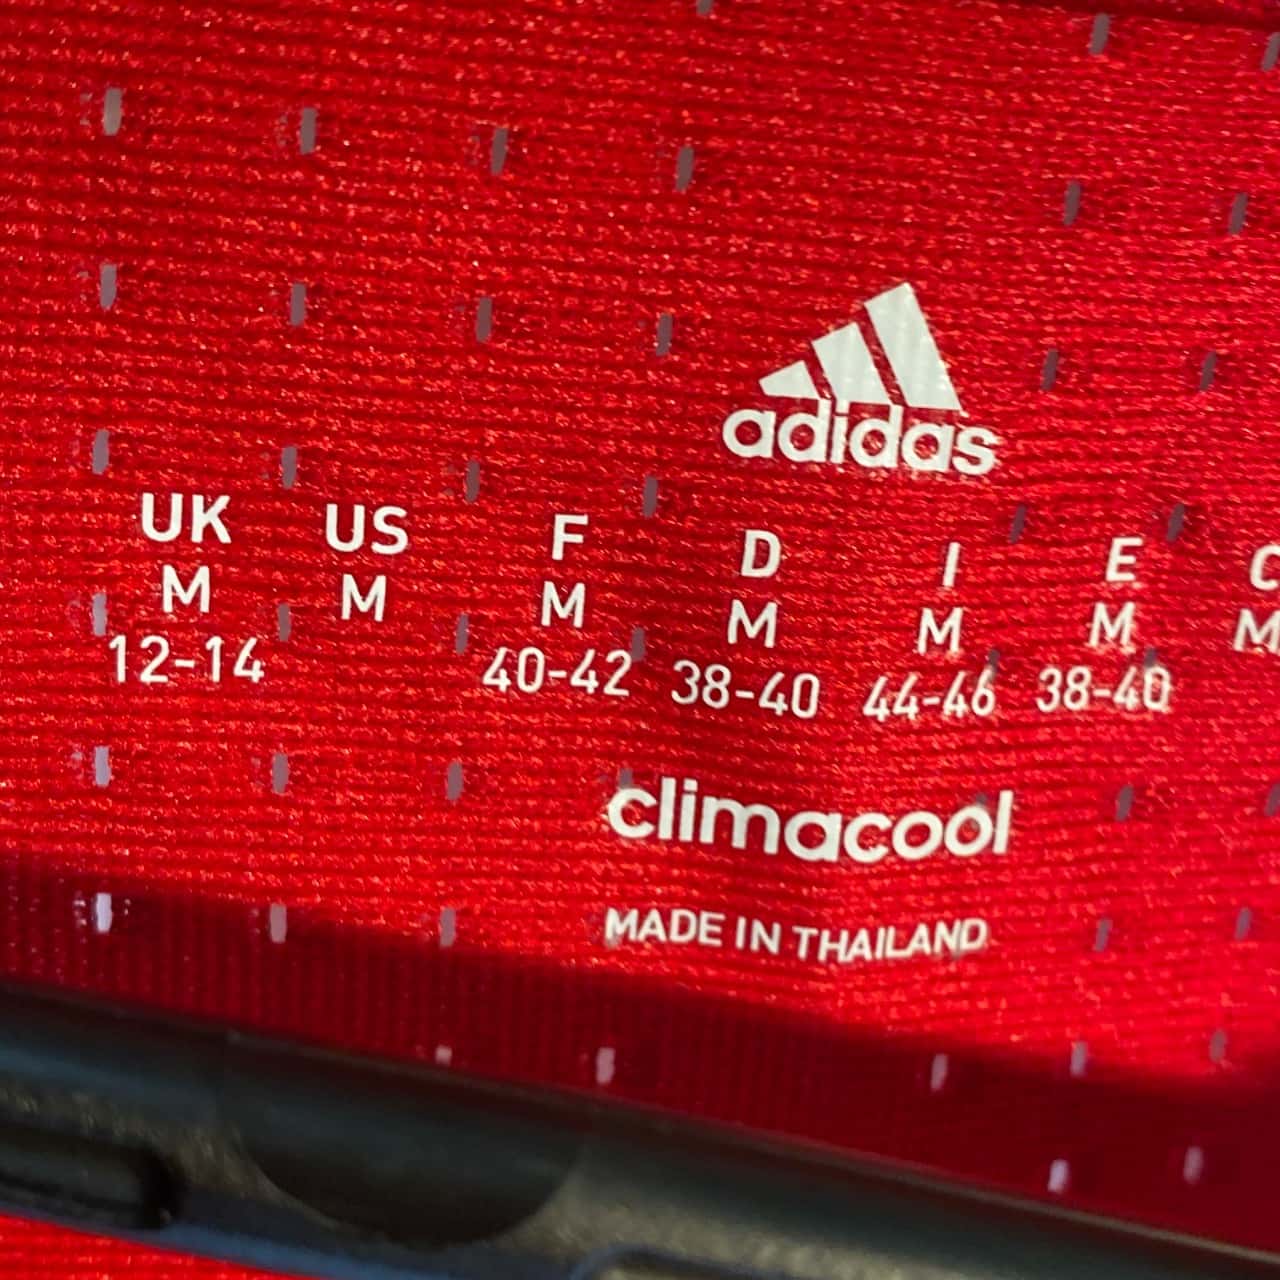 adidas
UK US F D I E C
M M M M M M M
12-14 40-42 38-40 44-46 38-40
climacool
MADE IN THAILAND